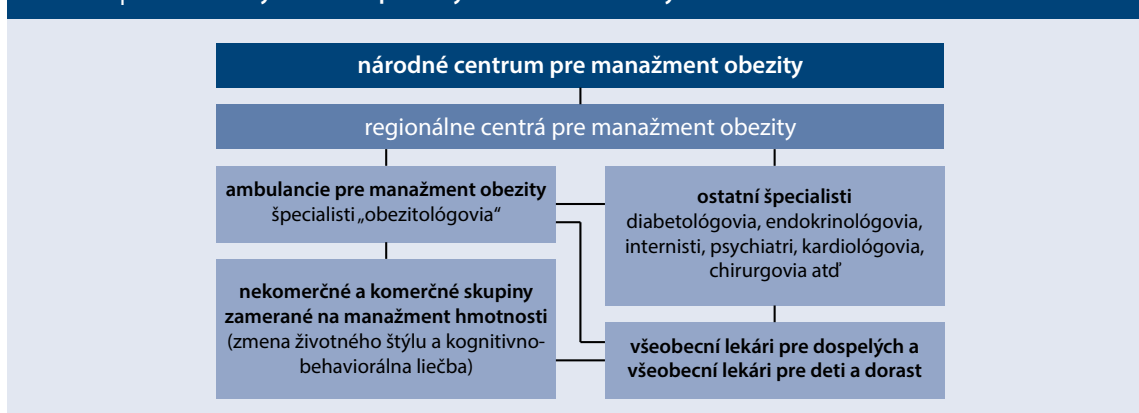 národné centrum pre manažment obezity
regionálne centrá pre manažment obezity
ambulancie pre manažment obezity
špecialisti „obezitológovia“
ostatní špecialisti
diabetológovia, endokrinológovia,
internisti, psychiatri, kardiológovia,
chirurgovia atď
nekomerčné a komerčné skupiny
zamerané na manažment hmotnosti
(zmena životného štýlu a kognitivno-
behaviorálna liečba)
všeobecní lekári pre dospelých a
všeobecní lekári pre deti a dorast